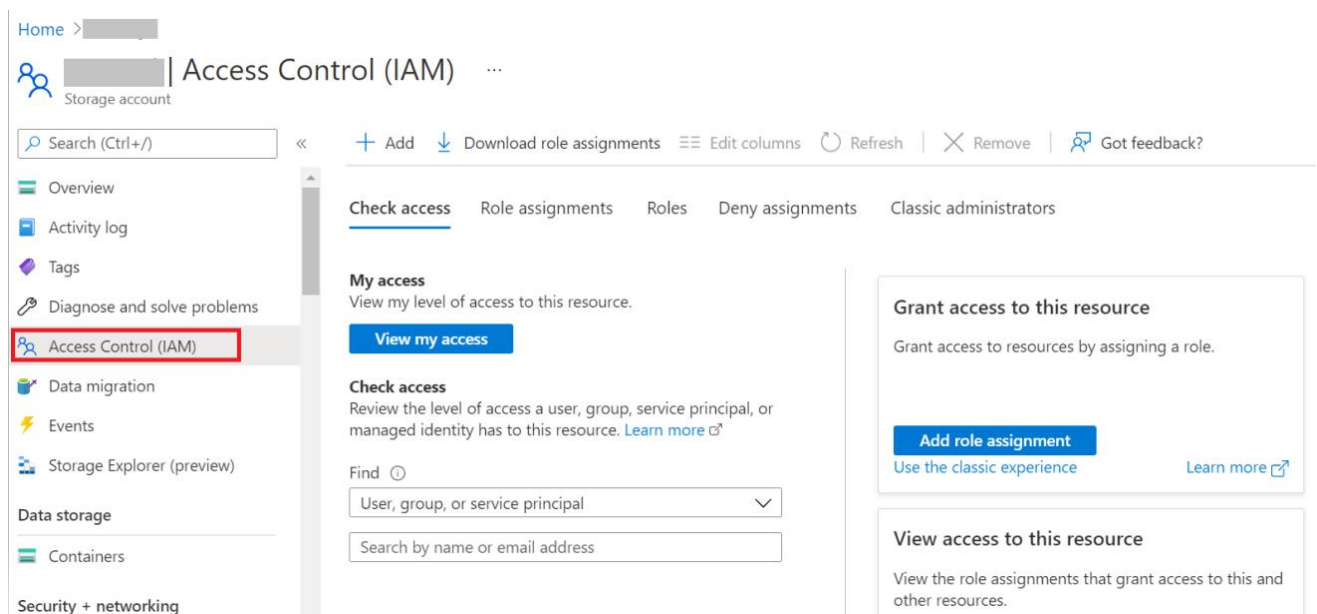 Home >
| Access Control (IAM) ...
Storage account
Search (Ctrl+/)
«
Overview
Activity log
Tags
Diagnose and solve problems
Access Control (IAM)
Data migration
Events
Storage Explorer (preview)
Data storage
Containers
Security + networking
+ Add Download role assignments Edit columns Refresh | Remove | Got feedback?
Check access Role assignments Roles Deny assignments Classic administrators
My access
View my level of access to this resource.
View my access
Check access
Review the level of access a user, group, service principal, or
managed identity has to this resource. Learn more
Find
User, group, or service principal
Search by name or email address
Grant access to this resource
Grant access to resources by assigning a role.
Add role assignment
Use the classic experience Learn more
View access to this resource
View the role assignments that grant access to this and
other resources.